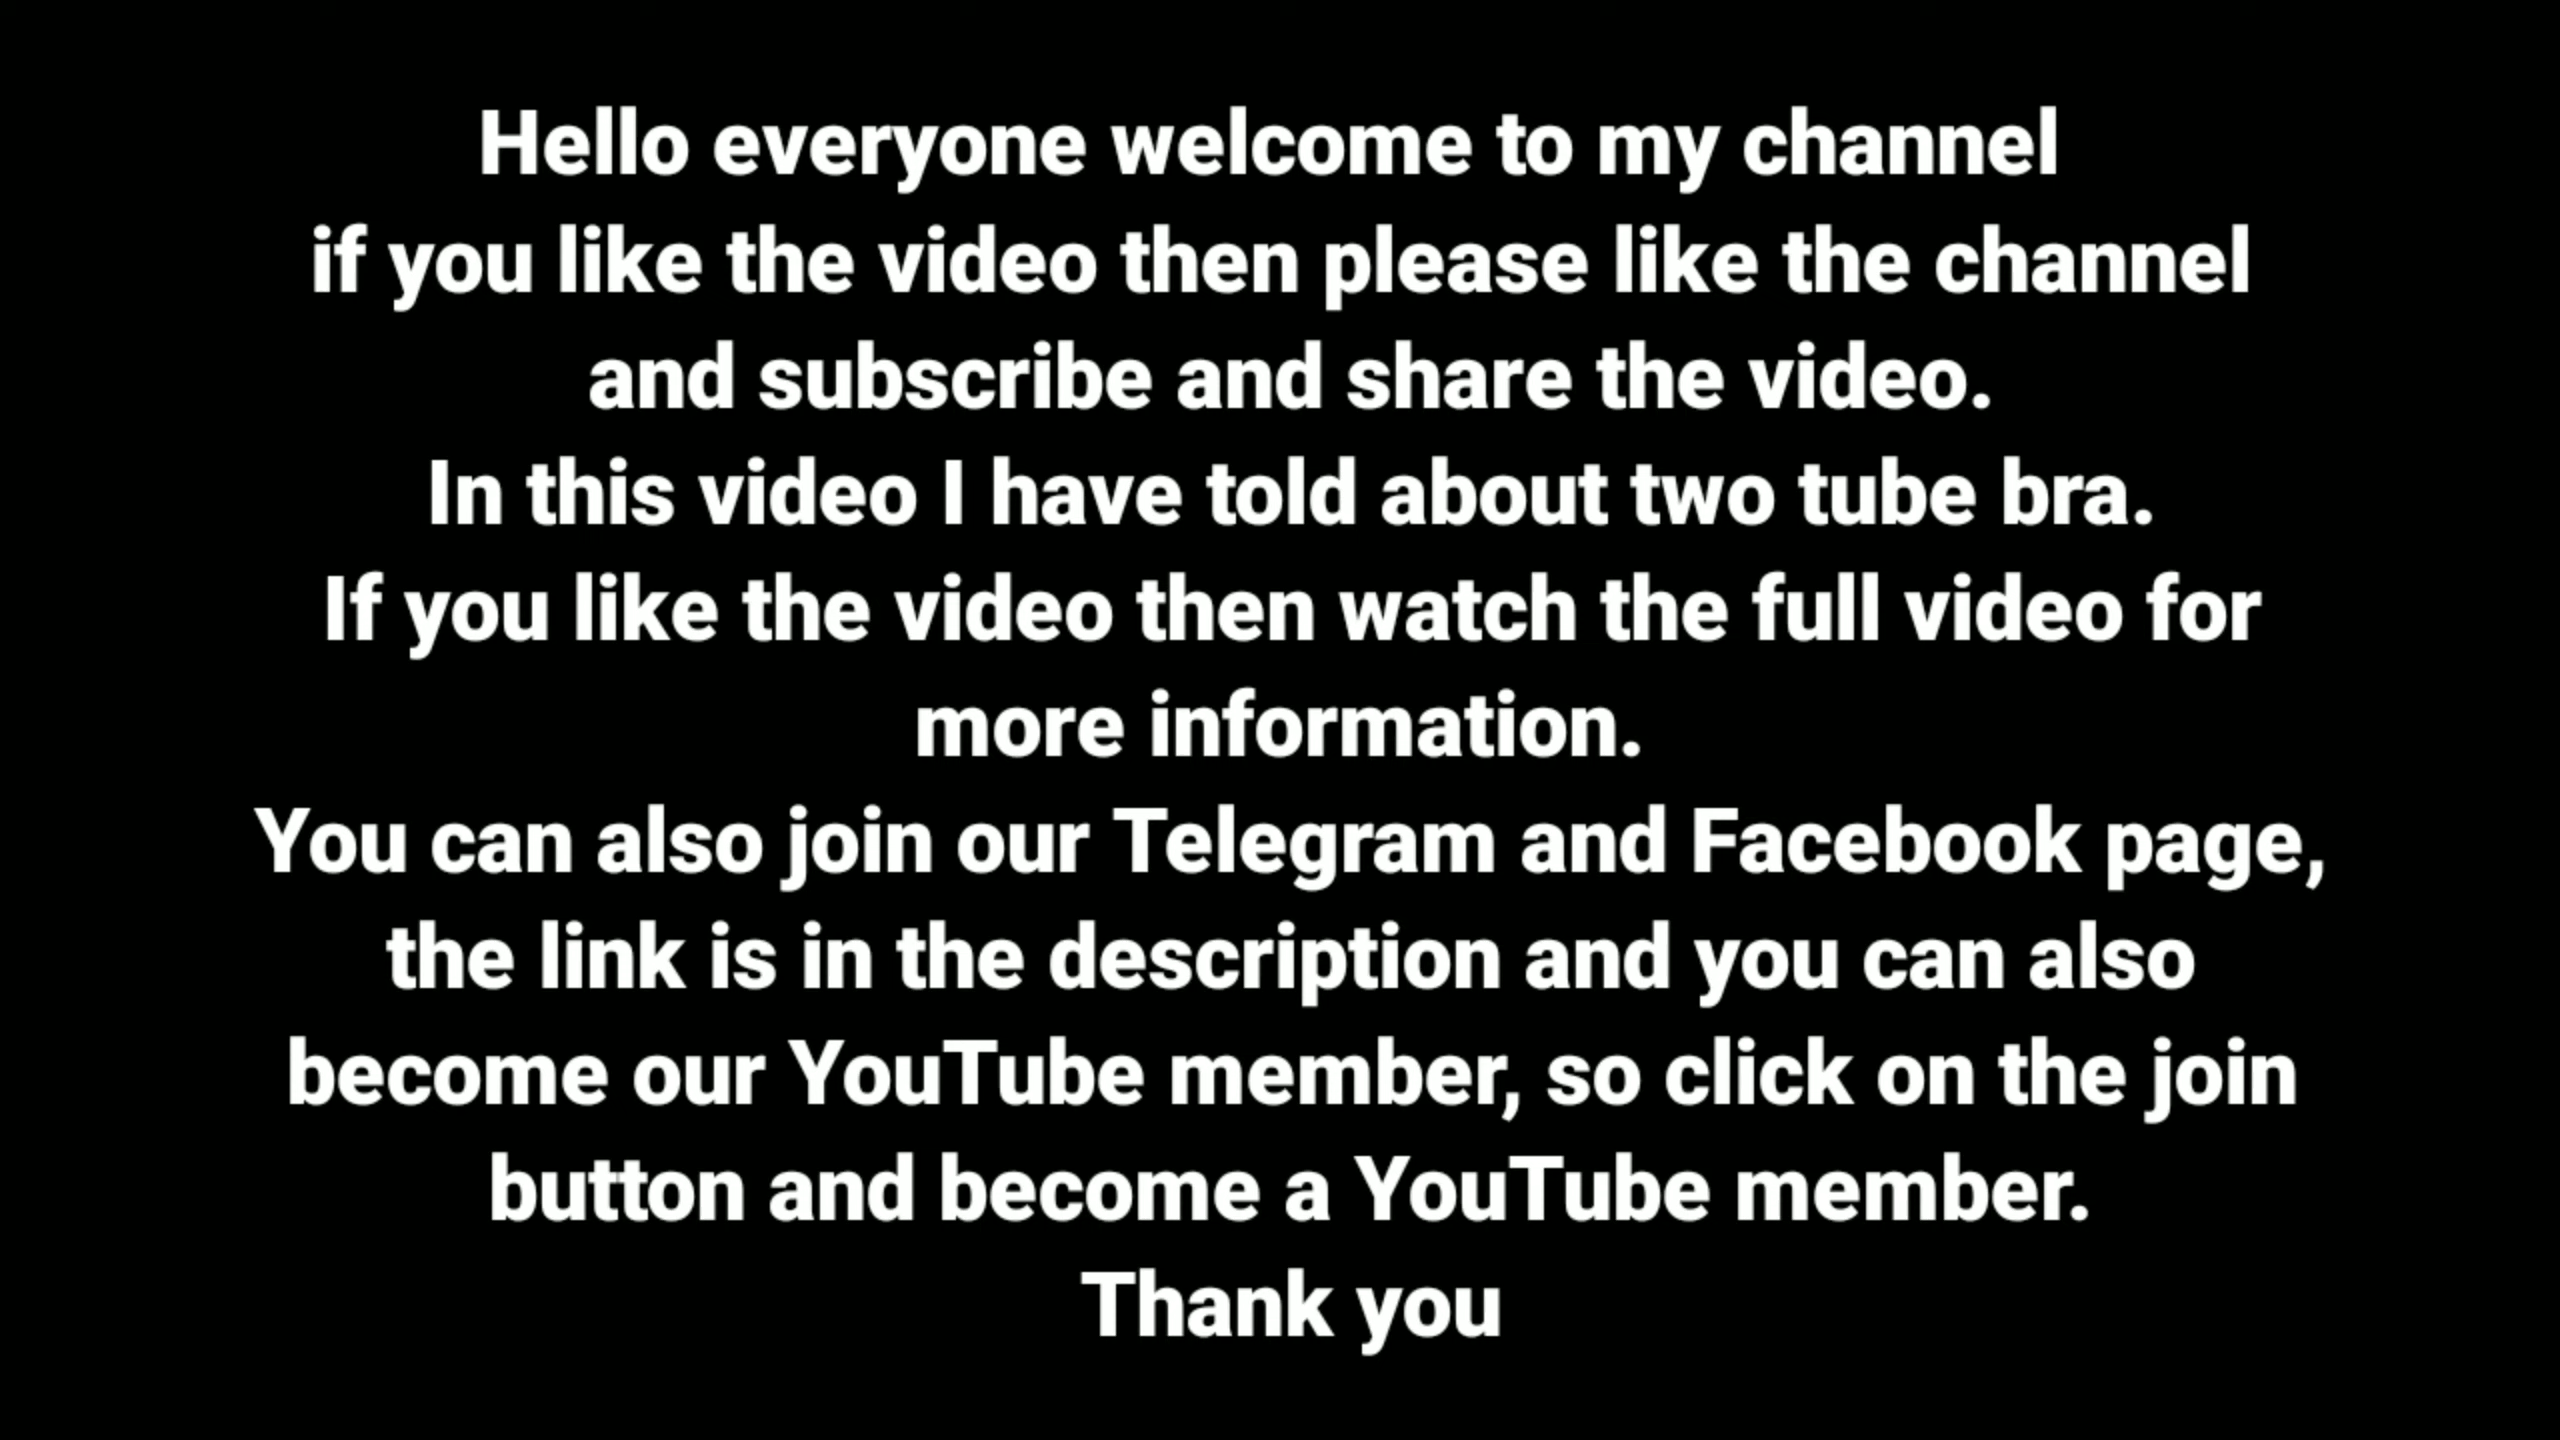 Hello everyone welcome to my channel
if you like the video then please like the channel
and subscribe and share the video.
In this video I have told about two tube bra.
If you like the video then watch the full video for
more information.
You can also join our Telegram and Facebook page,
the link is in the description and you can also
become our YouTube member, so click on the join
button and become a YouTube member.
Thank you